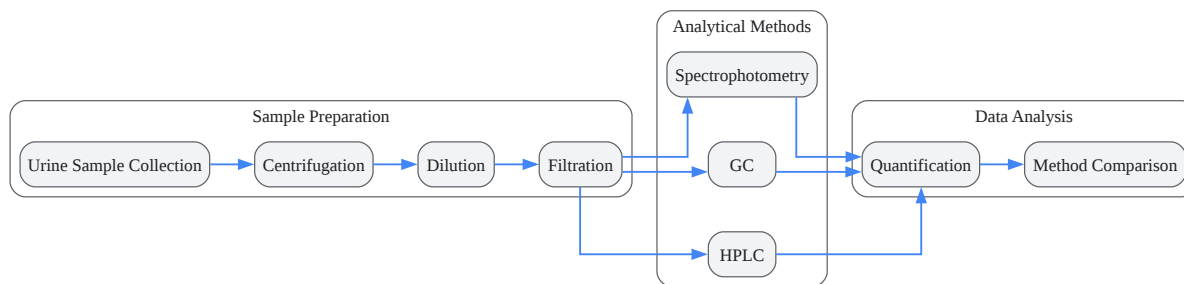 Sample Preparation
Urine Sample Collection
Centrifugation
Dilution
Filtration
Analytical Methods
Spectrophotometry
GC
HPLC
Data Analysis
Quantification
Method Comparison